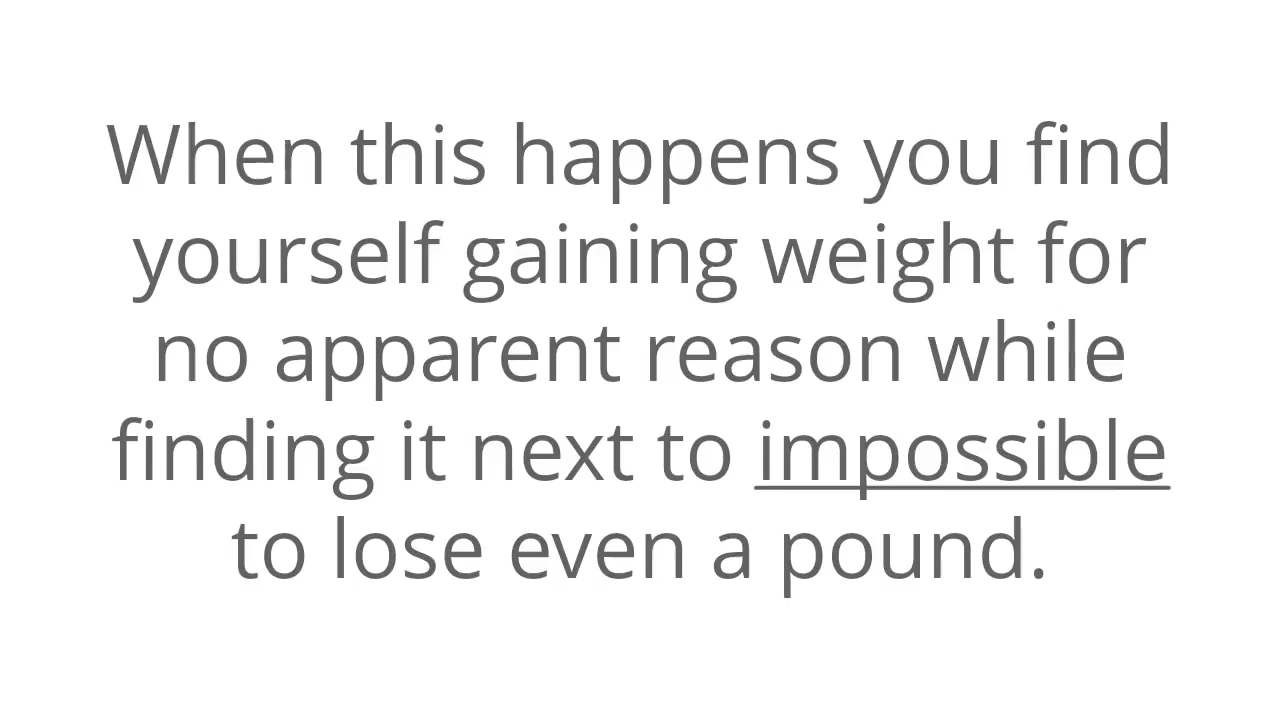 When this happens you find
yourself gaining weight for
no apparent reason while
finding it next to impossible
to lose even a pound.